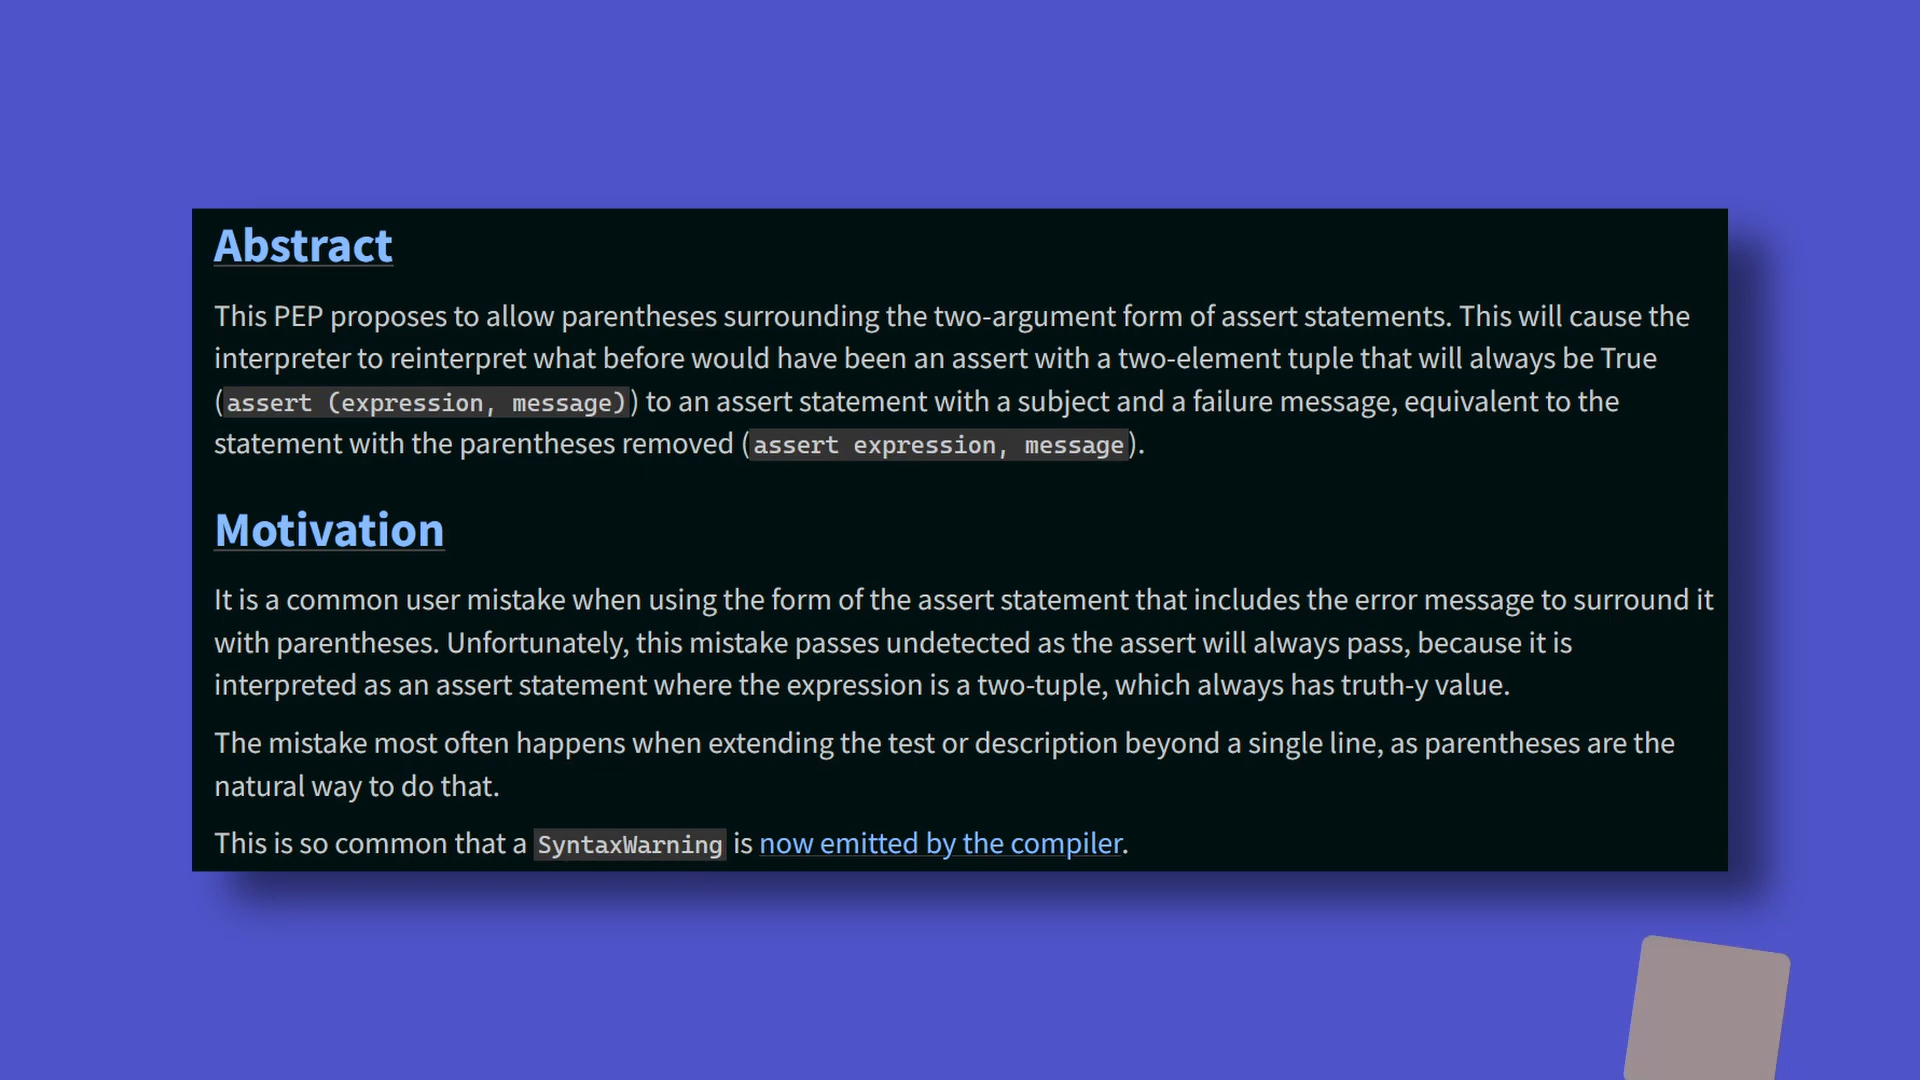 Abstract
This PEP proposes to allow parentheses surrounding the two-argument form of assert statements. This will cause the
interpreter to reinterpret what before would have been an assert with a two-element tuple that will always be True
(assert (expression, message)) to an assert statement with a subject and a failure message, equivalent to the
statement with the parentheses removed (assert expression, message).
Motivation
It is a common user mistake when using the form of the assert statement that includes the error message to surround it
with parentheses. Unfortunately, this mistake passes undetected as the assert will always pass, because it is
interpreted as an assert statement where the expression is a two-tuple, which always has truth-y value.
The mistake most often happens when extending the test or description beyond a single line, as parentheses are the
natural way to do that.
This is so common that a SyntaxWarning is now emitted by the compiler.